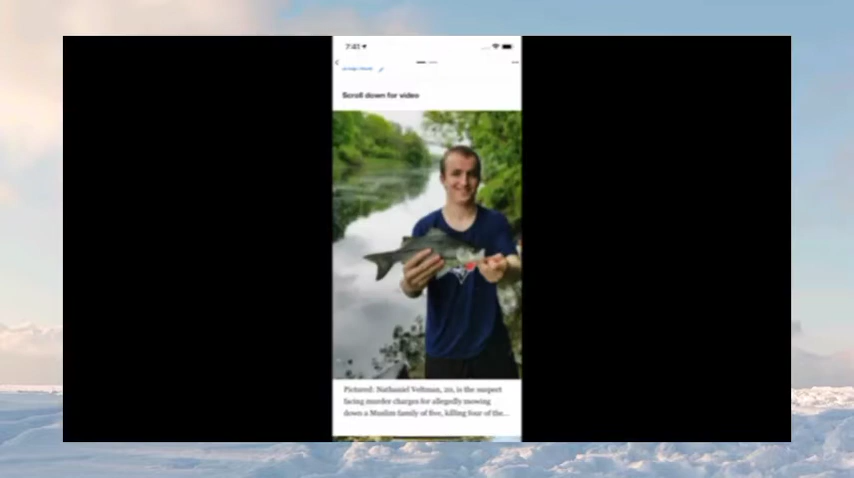 7:43
Scroll down for video
Pictured: Nathaniel Veltman, 20, is the suspect
facing murder charges for allegedly mowing
down a Muslim family of five, killing four of the...